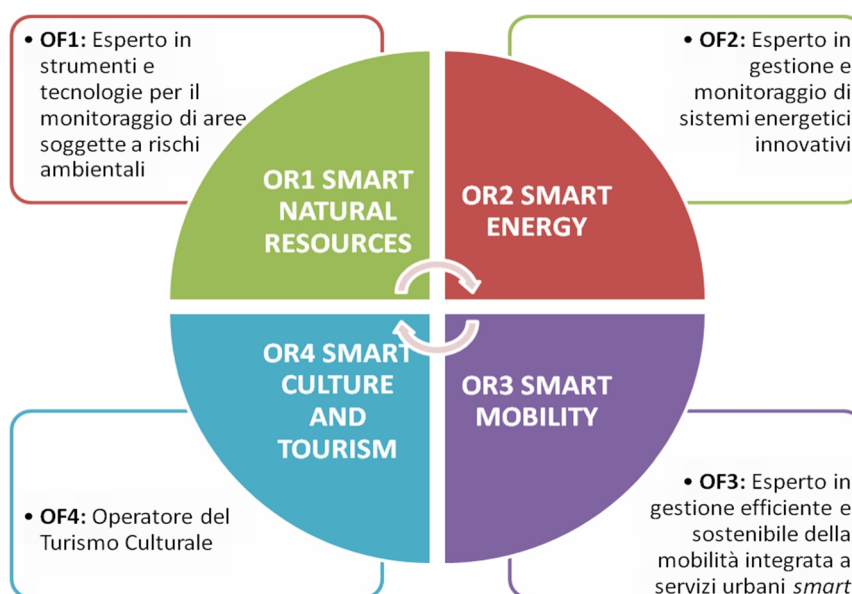 • OF1: Esperto in
strumenti e
tecnologie per il
monitoraggio di aree
soggette a rischi
ambientali
• OF2: Esperto in
gestione e
monitoraggio di
sistemi energetici
innovativi
OR1 SMART
NATURAL
RESOURCES
OR2 SMART
ENERGY
OR4 SMART
CULTURE
AND
TOURISM
OR3 SMART
MOBILITY
• OF4: Operatore del
Turismo Culturale
• OF3: Esperto in
gestione efficiente e
sostenibile della
mobilità integrata a
servizi urbani smart